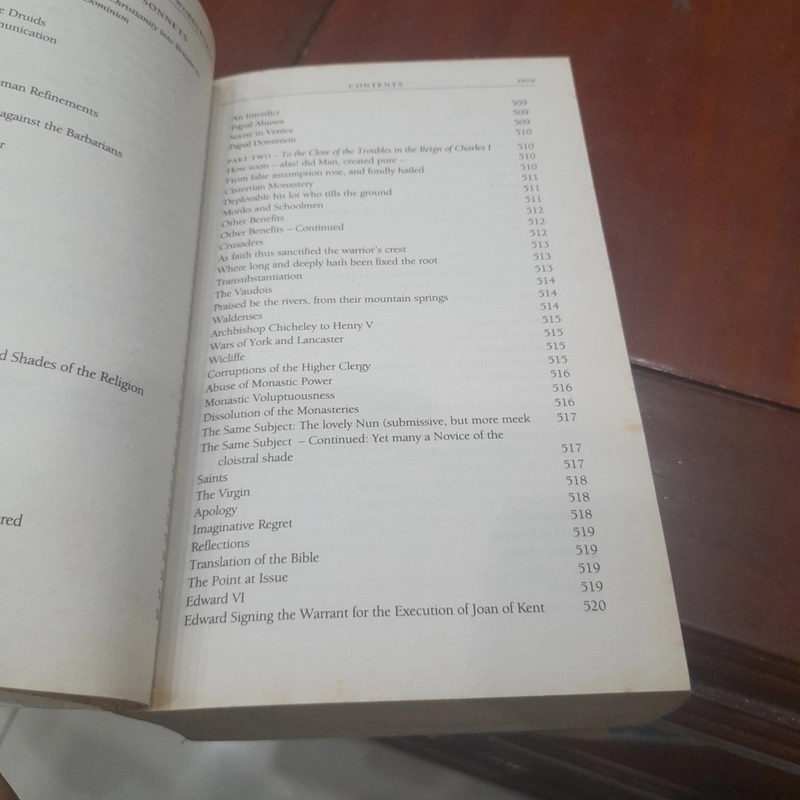 SONNETS
Dominion
Christianity into
e Druids
munication
man Refinements
against the Barbarians
r
d Shades of the Religion
red
CONTENTS
An Interdict 509
Papal Abuses 509
Scene in Venice 509
Papal Dominion 510
PART TWO – To the Close of the Troubles in the Reign of Charles I 510
How soon – alas! did Man, created pure – 510
From false assumption rose, and fondly hailed 510
Cistertian Monastery 511
Deplorable his lot who tills the ground 511
Monks and Schoolmen 511
Other Benefits 512
Other Benefits – Continued 512
Crusaders 512
As faith thus sanctified the warrior's crest 513
Where long and deeply hath been fixed the root 513
Transubstantiation 513
The Vaudois 514
Praised be the rivers, from their mountain springs 514
Waldenses 514
Archbishop Chicheley to Henry V 515
Wars of York and Lancaster 515
Wicliffe 515
Corruptions of the Higher Clergy 515
Abuse of Monastic Power 516
Monastic Voluptuousness 516
Dissolution of the Monasteries 516
The Same Subject: The lovely Nun (submissive, but more meek 517
The Same Subject – Continued: Yet many a Novice of the
cloistral shade 517
Saints 517
The Virgin 518
Apology 518
Imaginative Regret 518
Reflections 519
Translation of the Bible 519
The Point at Issue 519
Edward VI 519
Edward Signing the Warrant for the Execution of Joan of Kent 520